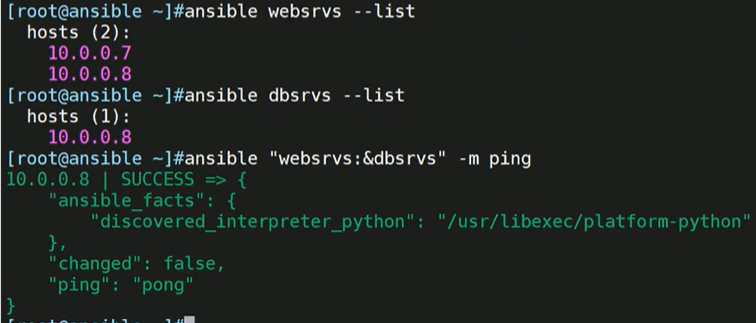 [root@ansible ~]#ansible websrvs --list
  hosts (2):
    10.0.0.7
    10.0.0.8
[root@ansible ~]#ansible dbsrvs --list
  hosts (1):
    10.0.0.8
[root@ansible ~]#ansible "websrvs:&dbsrvs" -m ping
10.0.0.8 | SUCCESS => {
    "ansible_facts": {
        "discovered_interpreter_python": "/usr/libexec/platform-python"
    },
    "changed": false,
    "ping": "pong"
}
[root@ansible ~]#